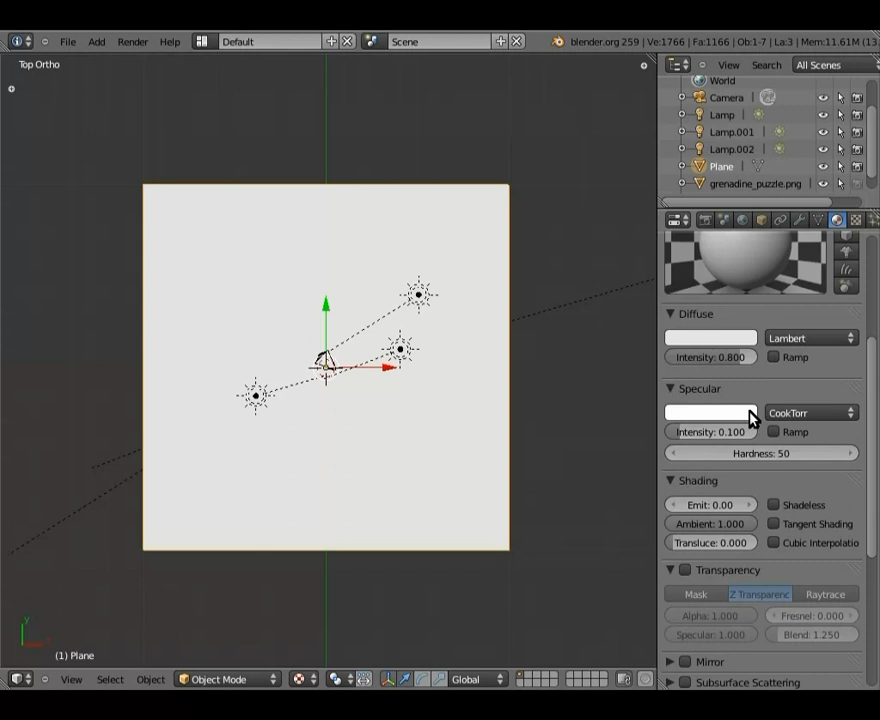 File Add Render Help Default Scene blender.org 259 | Ve:1766 | Fa:1166 | Ob:1-7 | La:3 | Mem:11.61M (13
Top Ortho
View Search All Scenes
World
Camera
Lamp
Lamp.001
Lamp.002
Plane
grenadine_puzzle.png
Diffuse
Lambert
Intensity: 0.800 Ramp
Specular
CookTorr
Intensity: 0.100 Ramp
Hardness: 50
Shading
Emit: 0.00 Shadeless
Ambient: 1.000 Tangent Shading
Transluce: 0.000 Cubic Interpolatio
Transparency
Mask Z Transparenc Raytrace
Alpha: 1.000 Fresnel: 0.000
Specular: 1.000 Blend: 1.250
Mirror
Subsurface Scattering
y
(1) Plane
View Select Object Object Mode Global